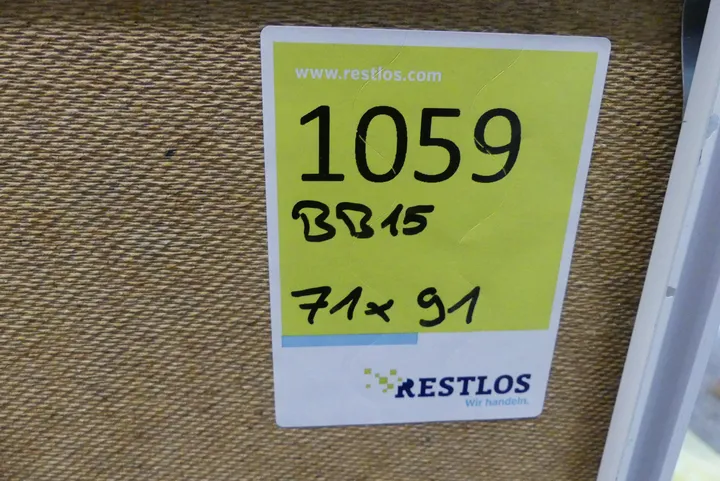 www.restlos.com
1059
BB15
71x91
RESTLOS
Wir handeln.